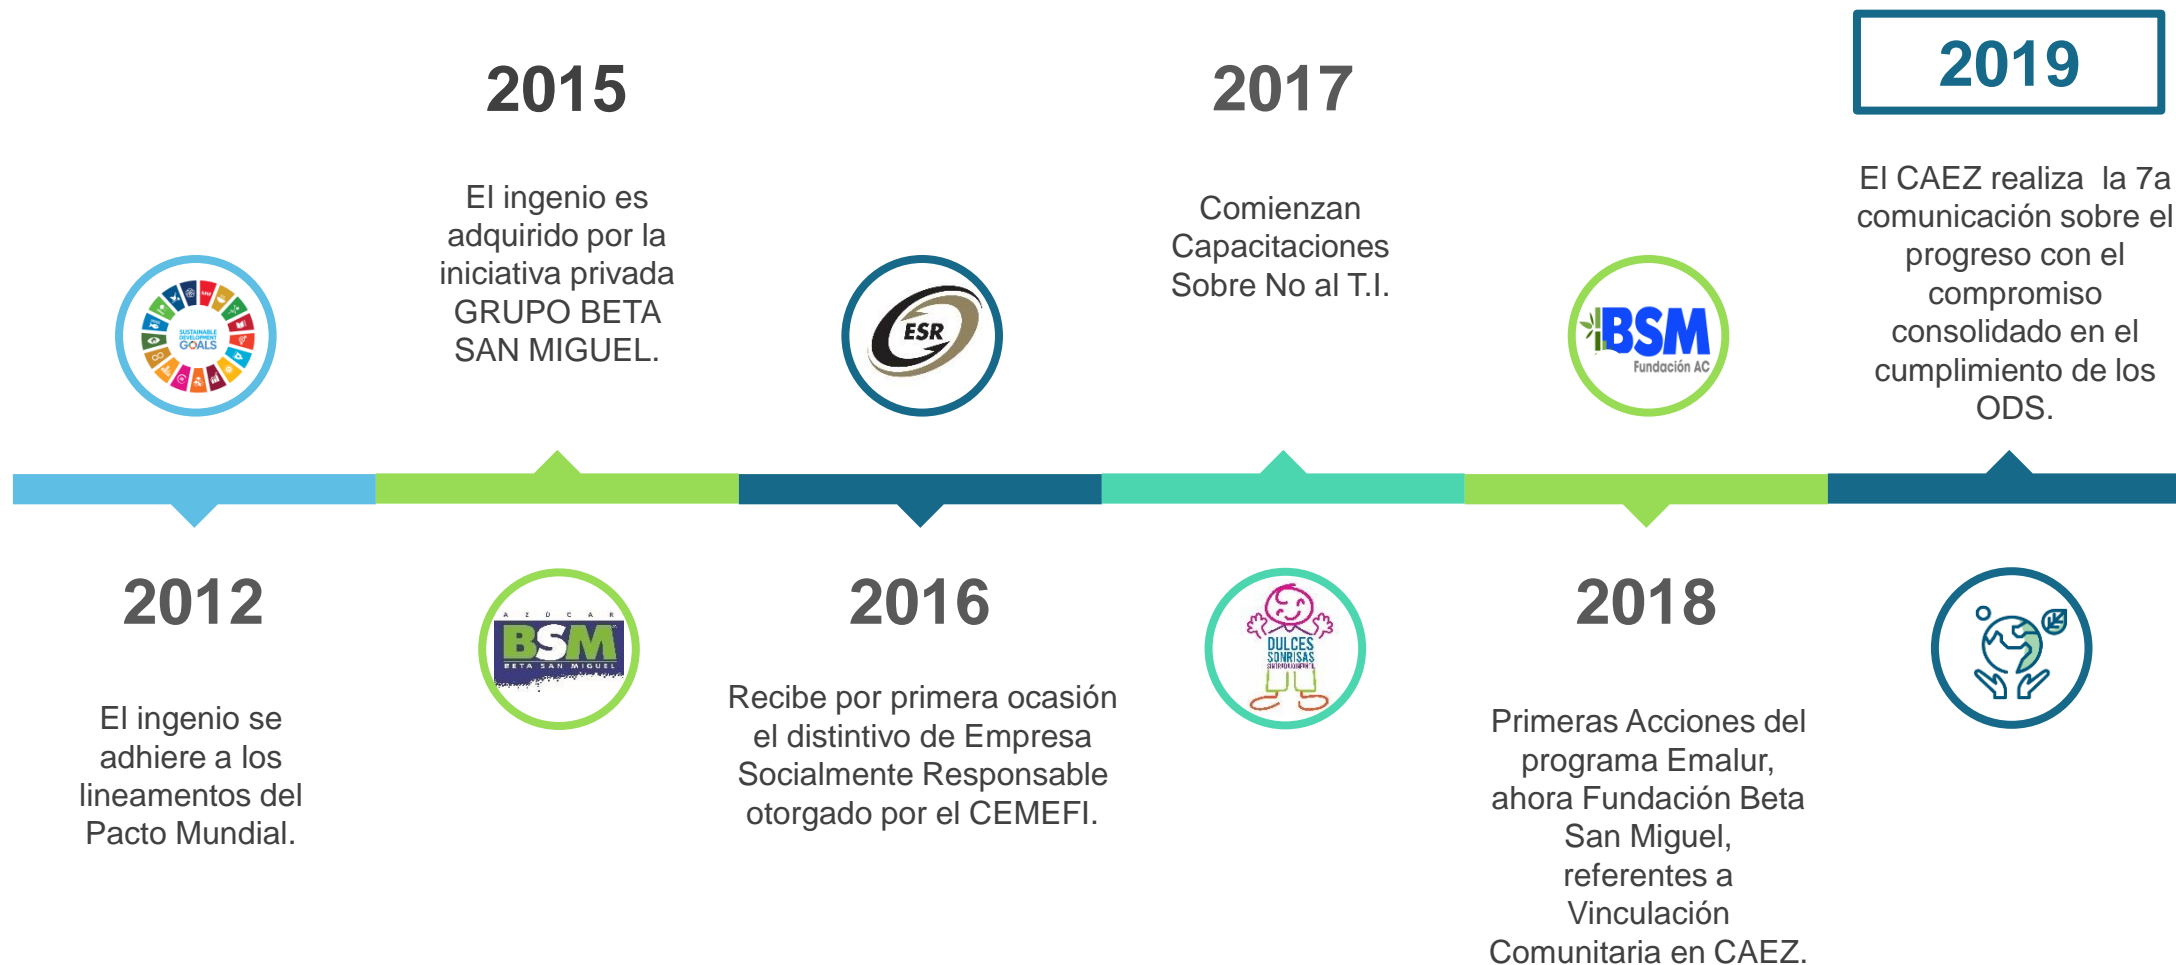 2012
El ingenio se
adhiere a los
lineamentos del
Pacto Mundial.
SUSTAINABLE
DEVELOPMENT
GOALS
2015
El ingenio es
adquirido por la
iniciativa privada
GRUPO BETA
SAN MIGUEL.
AZUCAR
BSM
BETA SAN MIGUEL
2016
Recibe por primera ocasión
el distintivo de Empresa
Socialmente Responsable
otorgado por el CEMEFI.
ESR
2017
Comienzan
Capacitaciones
Sobre No al T.I.
DULCES
SONRISAS
2018
Primeras Acciones del
programa Emalur,
ahora Fundación Beta
San Miguel,
referentes a
Vinculación
Comunitaria en CAEZ.
BSM
Fundación AC
2019
El CAEZ realiza  la 7a
comunicación sobre el
progreso con el
compromiso
consolidado en el
cumplimiento de los
ODS.